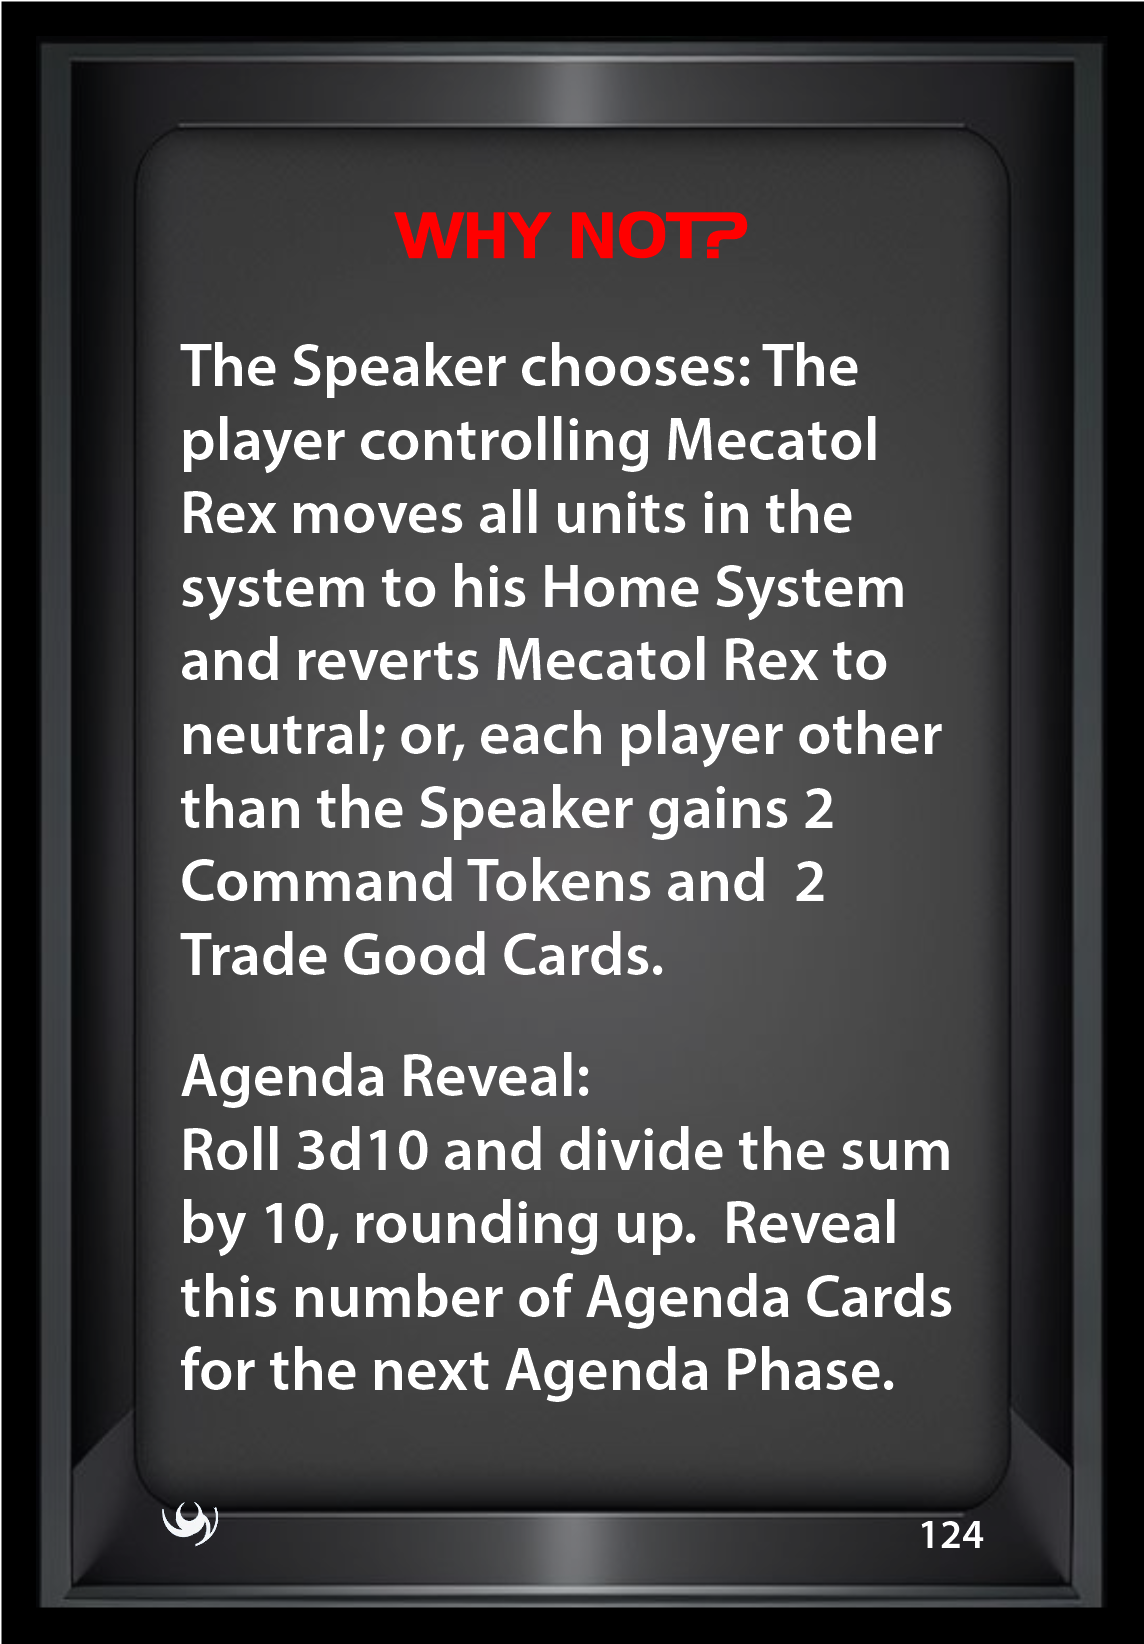 WHY NOT?
The Speaker chooses: The
player controlling Mecatol
Rex moves all units in the
system to his Home System
and reverts Mecatol Rex to
neutral; or, each player other
than the Speaker gains 2
Command Tokens and  2
Trade Good Cards.
Agenda Reveal:
Roll 3d10 and divide the sum
by 10, rounding up.  Reveal
this number of Agenda Cards
for the next Agenda Phase.
124